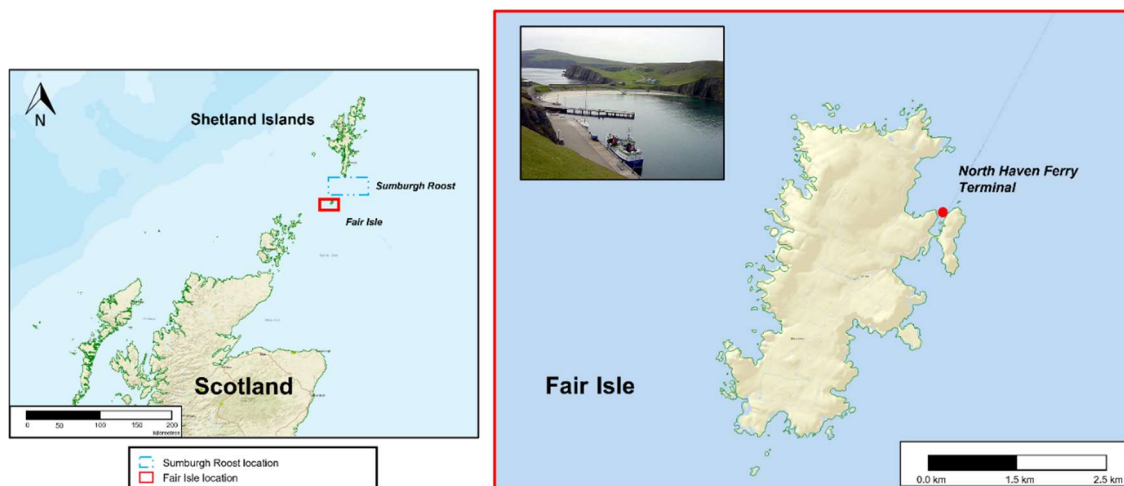 N
Shetland Islands
Sumburgh Roost
Fair Isle
Scotland
0 50 100 150 200
kilometres
Sumburgh Roost location
Fair Isle location
North Haven Ferry
Terminal
Fair Isle
0.0 km 1.5 km 2.5 km